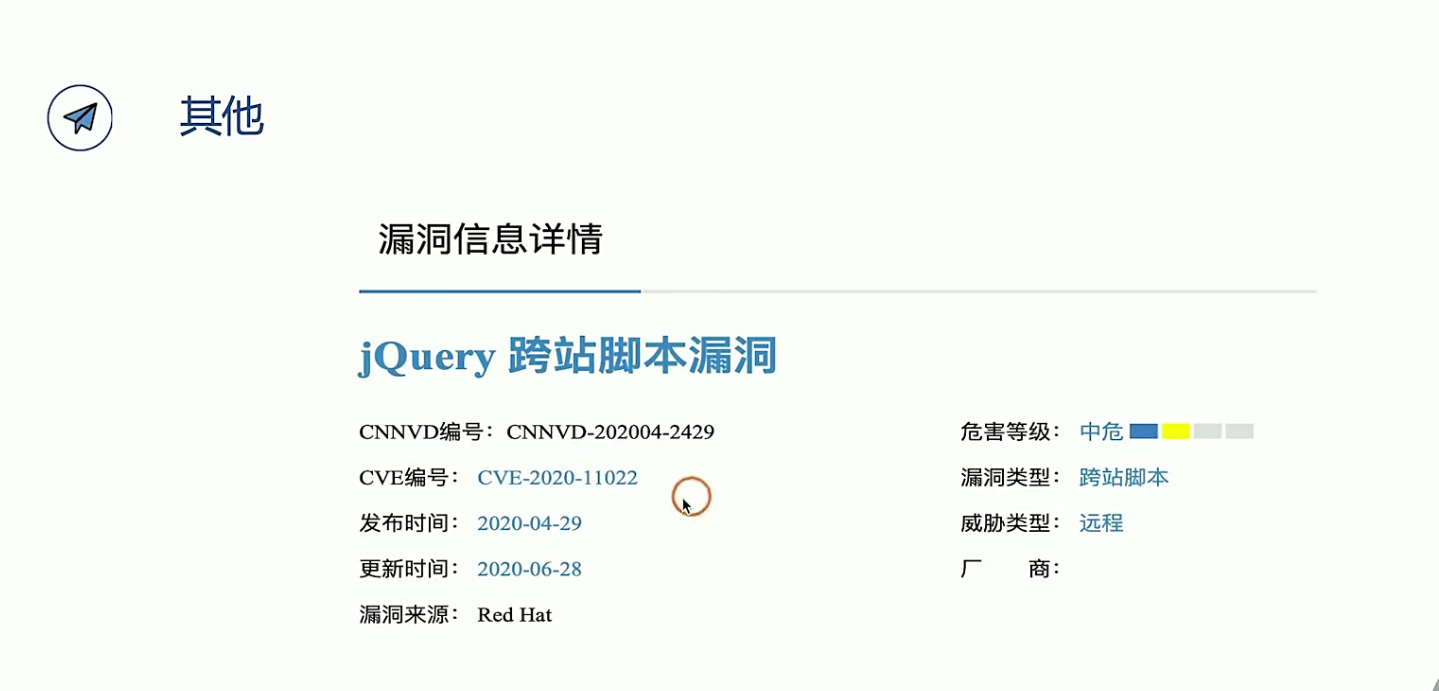 其他
漏洞信息详情
jQuery 跨站脚本漏洞
CNNVD编号：CNNVD-202004-2429
危害等级：中危
CVE编号：CVE-2020-11022
漏洞类型：跨站脚本
发布时间：2020-04-29
威胁类型：远程
更新时间：2020-06-28
厂 商：
漏洞来源：Red Hat